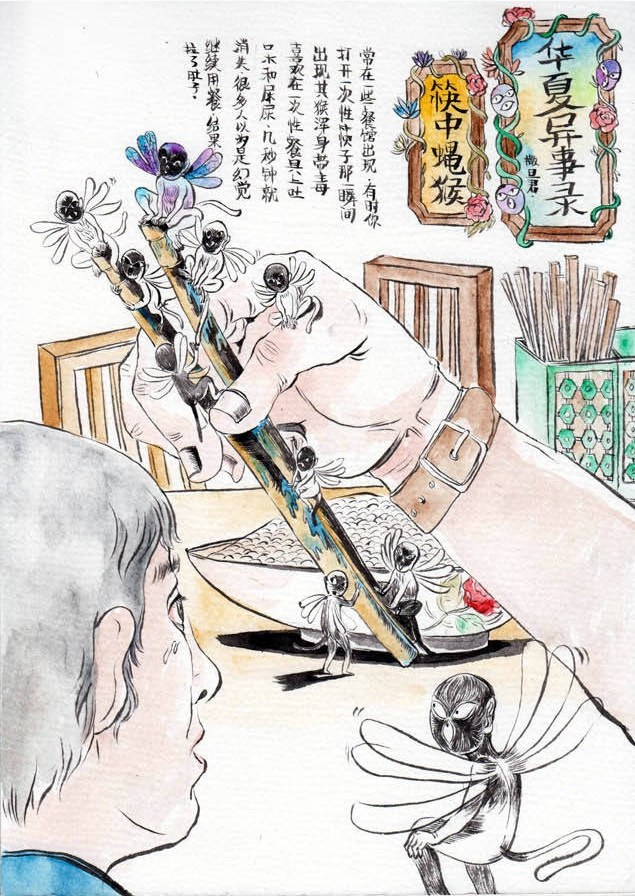 华夏异事录
撒旦君·
筷中蝇猴
常在一些餐馆出现·有时你
打开一次性筷子那一瞬间
出现其猴浑身带毒
喜欢在一次性餐具上吐
口水和屎尿·几秒钟就
消失很多人以为是幻觉
继续用餐·结果
拉了肚子·